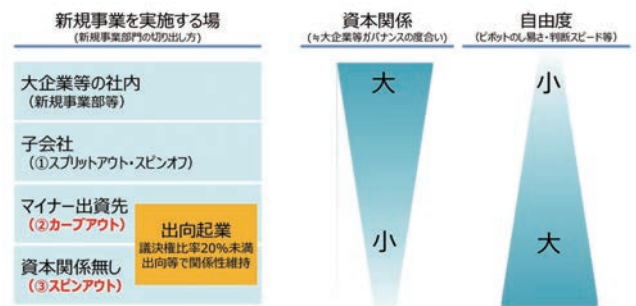 新規事業を実施する場
(新規事業部門の切り出し方)
資本関係
(≒大企業等ガバナンスの度合い)
自由度
(ピボットのし易さ・判断スピード等)
大企業等の社内
(新規事業部等)
子会社
(①スプリットアウト・スピンオフ)
マイナー出資先
(②カーブアウト)
資本関係無し
(③スピンアウト)
出向起業
議決権比率20%未満
出向等で関係性維持
大
小
小
大